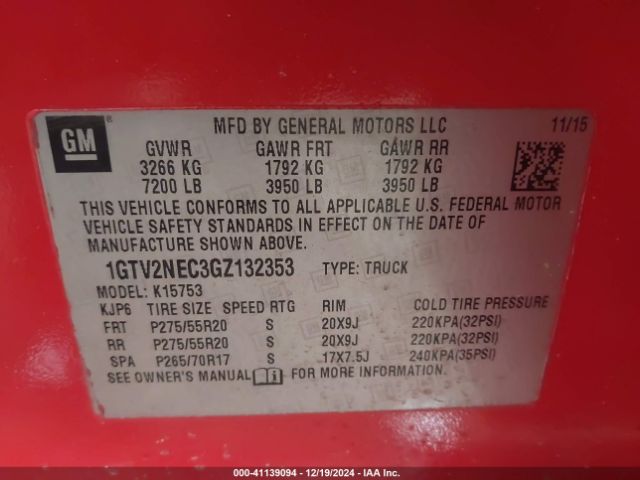 GM ®
MFD BY GENERAL MOTORS LLC 11/15
GVWR GAWR FRT GAWR RR
3266 KG 1792 KG 1792 KG
7200 LB 3950 LB 3950 LB
THIS VEHICLE CONFORMS TO ALL APPLICABLE U.S. FEDERAL MOTOR
VEHICLE SAFETY STANDARDS IN EFFECT ON THE DATE OF
MANUFACTURE SHOWN ABOVE.
1GTV2NEC3GZ132353 TYPE: TRUCK
MODEL: K15753
KJP6 TIRE SIZE SPEED RTG RIM COLD TIRE PRESSURE
FRT P275/55R20 S 20X9J 220KPA(32PSI)
RR P275/55R20 S 20X9J 220KPA(32PSI)
SPA P265/70R17 S 17X7.5J 240KPA(35PSI)
SEE OWNER'S MANUAL FOR MORE INFORMATION.
000-41139094 - 12/19/2024 - IAA Inc.